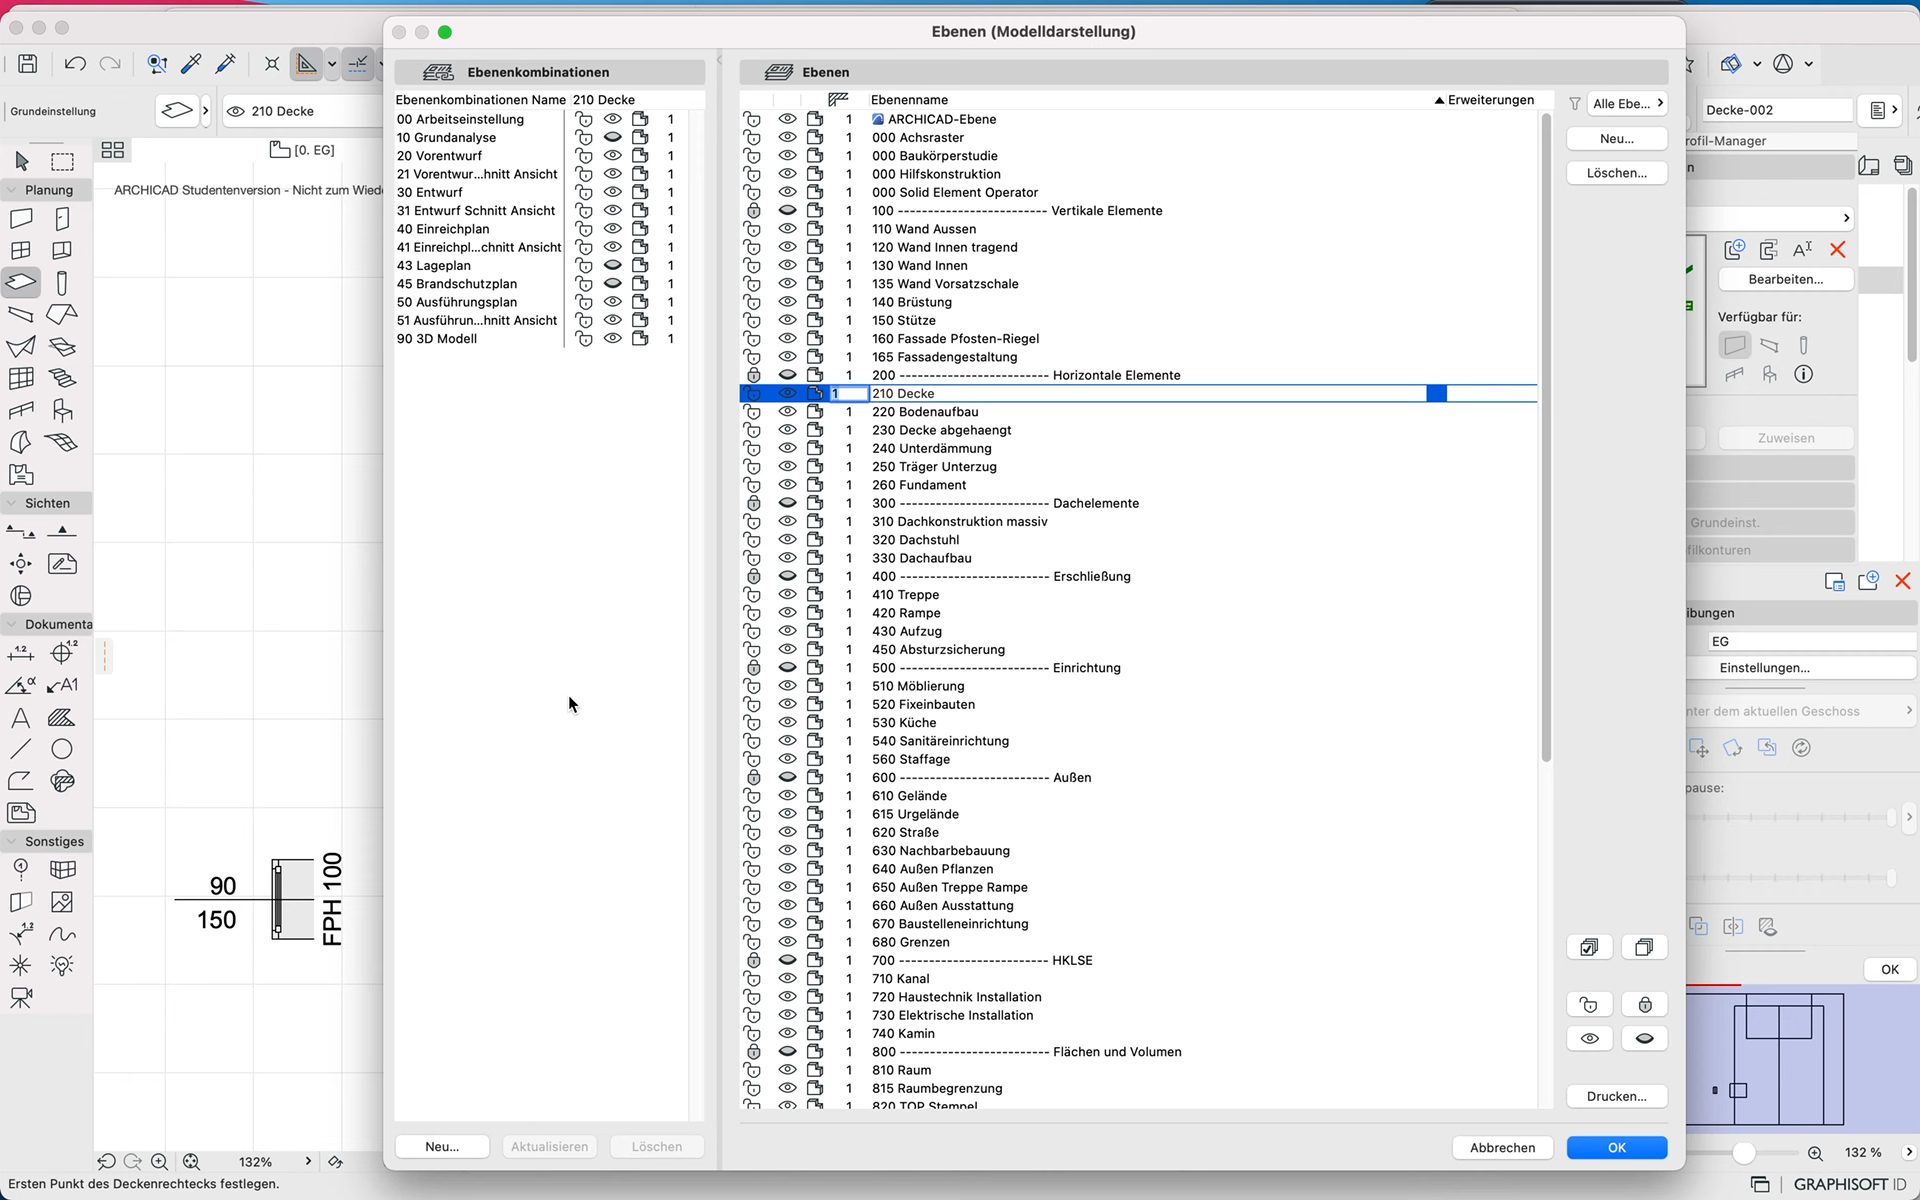 Ebenen (Modelldarstellung)
Grundeinstellung
210 Decke
[0. EG]
Planung
ARCHICAD Studentenversion - Nicht zum Wiede
Sichten
Dokumenta
Sonstiges
90
150
FPH 100
132%
Ersten Punkt des Deckenrechtecks festlegen.
Ebenenkombinationen
Ebenenkombinationen Name 210 Decke
00 Arbeitseinstellung 1
10 Grundanalyse 1
20 Vorentwurf 1
21 Vorentwur...hnitt Ansicht 1
30 Entwurf 1
31 Entwurf Schnitt Ansicht 1
40 Einreichplan 1
41 Einreichpl...chnitt Ansicht 1
43 Lageplan 1
45 Brandschutzplan 1
50 Ausführungsplan 1
51 Ausführun...hnitt Ansicht 1
90 3D Modell 1
Neu...
Aktualisieren
Löschen
Ebenen
Ebenenname Erweiterungen
1 ARCHICAD-Ebene
1 000 Achsraster
1 000 Baukörperstudie
1 000 Hilfskonstruktion
1 000 Solid Element Operator
1 100 ------------------------- Vertikale Elemente
1 110 Wand Aussen
1 120 Wand Innen tragend
1 130 Wand Innen
1 135 Wand Vorsatzschale
1 140 Brüstung
1 150 Stütze
1 160 Fassade Pfosten-Riegel
1 165 Fassadengestaltung
1 200 ------------------------- Horizontale Elemente
1 210 Decke
1 220 Bodenaufbau
1 230 Decke abgehaengt
1 240 Unterdämmung
1 250 Träger Unterzug
1 260 Fundament
1 300 ------------------------- Dachelemente
1 310 Dachkonstruktion massiv
1 320 Dachstuhl
1 330 Dachaufbau
1 400 ------------------------- Erschließung
1 410 Treppe
1 420 Rampe
1 430 Aufzug
1 450 Absturzsicherung
1 500 ------------------------- Einrichtung
1 510 Möblierung
1 520 Fixeinbauten
1 530 Küche
1 540 Sanitäreinrichtung
1 560 Staffage
1 600 ------------------------- Außen
1 610 Gelände
1 615 Urgelände
1 620 Straße
1 630 Nachbarbebauung
1 640 Außen Pflanzen
1 650 Außen Treppe Rampe
1 660 Außen Ausstattung
1 670 Baustelleneinrichtung
1 680 Grenzen
1 700 ------------------------- HKLSE
1 710 Kanal
1 720 Haustechnik Installation
1 730 Elektrische Installation
1 740 Kamin
1 800 ------------------------- Flächen und Volumen
1 810 Raum
1 815 Raumbegrenzung
1 820 TOP Stempel
Alle Ebe...
Neu...
Löschen...
Drucken...
Abbrechen
OK
Decke-002
rofil-Manager
n
Bearbeiten...
Verfügbar für:
Zuweisen
Grundeinst.
filkonturen
ibungen
EG
Einstellungen...
nter dem aktuellen Geschoss
pause:
OK
132 %
GRAPHISOFT ID